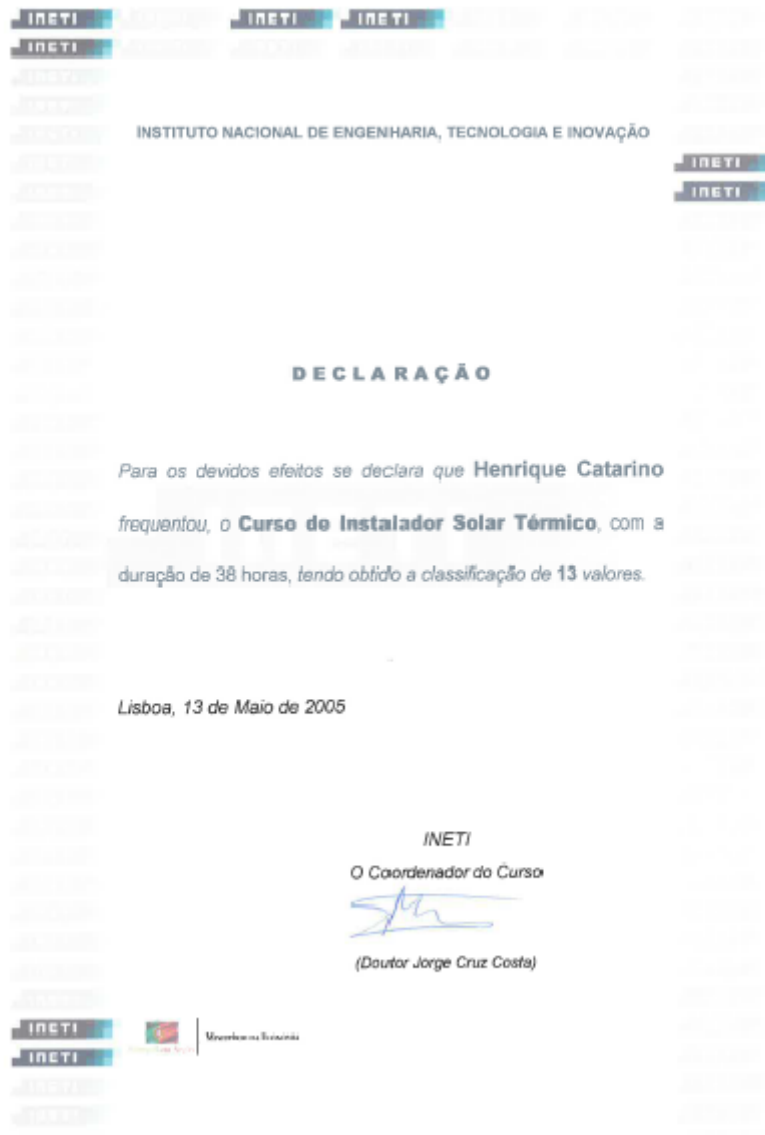 INETI INETI INETI
INETI
INSTITUTO NACIONAL DE ENGENHARIA, TECNOLOGIA E INOVAÇÃO
INETI
INETI
DECLARAÇÃO
Para os devidos efeitos se declara que Henrique Catarino
frequentou, o Curso de Instalador Solar Térmico, com a
duração de 38 horas, tendo obtido a classificação de 13 valores.
Lisboa, 13 de Maio de 2005
INETI
O Coordenador do Curso
(Doutor Jorge Cruz Costa)
INETI
INETI